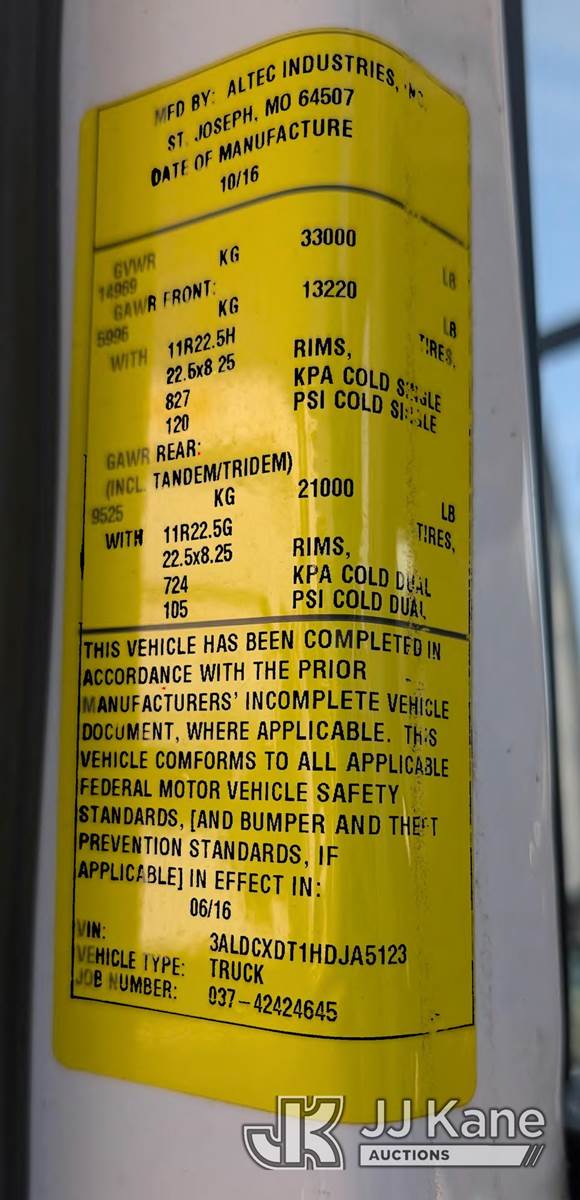 MFD BY: ALTEC INDUSTRIES, INC.
ST. JOSEPH, MO 64507
DATE OF MANUFACTURE
10/16
GVWR
14969 KG 33000 LB
GAWR FRONT:
5996 KG 13220 LB
WITH 11R22.5H TIRES,
22.5x8 25 RIMS,
827 KPA COLD SINGLE
120 PSI COLD SINGLE
GAWR REAR:
(INCL. TANDEM/TRIDEM)
9525 KG 21000 LB
WITH 11R22.5G TIRES,
22.5x8.25 RIMS,
724 KPA COLD DUAL
105 PSI COLD DUAL
THIS VEHICLE HAS BEEN COMPLETED IN
ACCORDANCE WITH THE PRIOR
MANUFACTURERS' INCOMPLETE VEHICLE
DOCUMENT, WHERE APPLICABLE. THIS
VEHICLE COMFORMS TO ALL APPLICABLE
FEDERAL MOTOR VEHICLE SAFETY
STANDARDS, [AND BUMPER AND THEFT
PREVENTION STANDARDS, IF
APPLICABLE] IN EFFECT IN:
06/16
VIN: 3ALDCXDT1HDJA5123
VEHICLE TYPE: TRUCK
JOB NUMBER: 037-42424645
JK JJ Kane
AUCTIONS